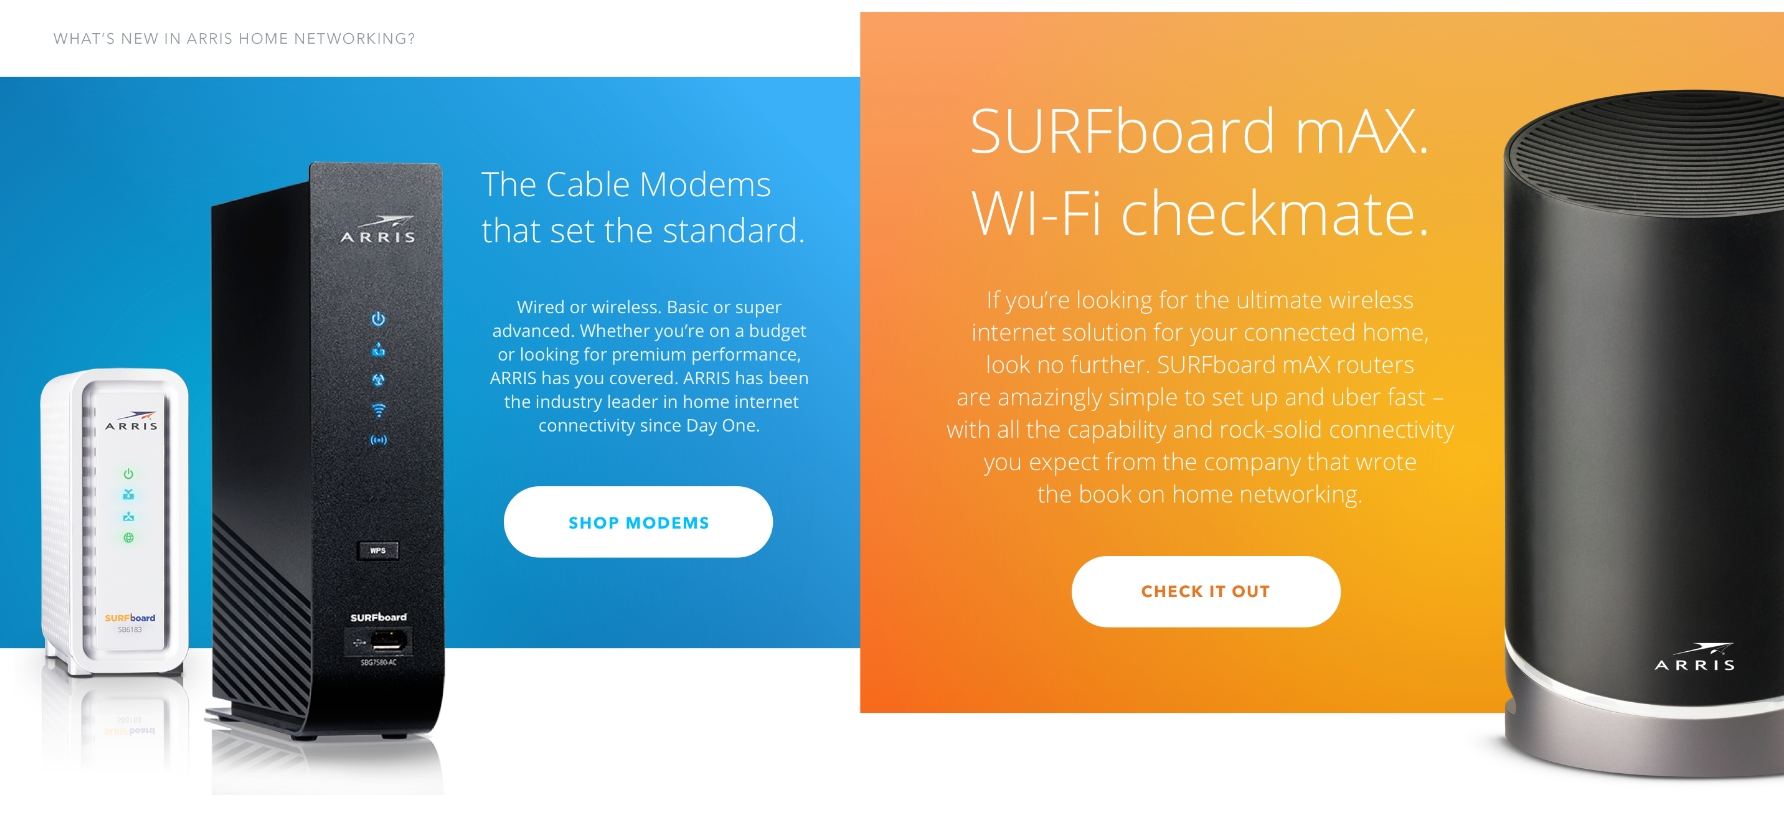 WHAT'S NEW IN ARRIS HOME NETWORKING?
The Cable Modems
that set the standard.
Wired or wireless. Basic or super
advanced. Whether you're on a budget
or looking for premium performance,
ARRIS has you covered. ARRIS has been
the industry leader in home internet
connectivity since Day One.
SHOP MODEMS
ARRIS
SURFboard
SB6183
ARRIS
WPS
SURFboard
SBG7580-AC
SURFboard mAX.
WI-Fi checkmate.
If you're looking for the ultimate wireless
internet solution for your connected home,
look no further. SURFboard mAX routers
are amazingly simple to set up and uber fast –
with all the capability and rock-solid connectivity
you expect from the company that wrote
the book on home networking.
CHECK IT OUT
ARRIS